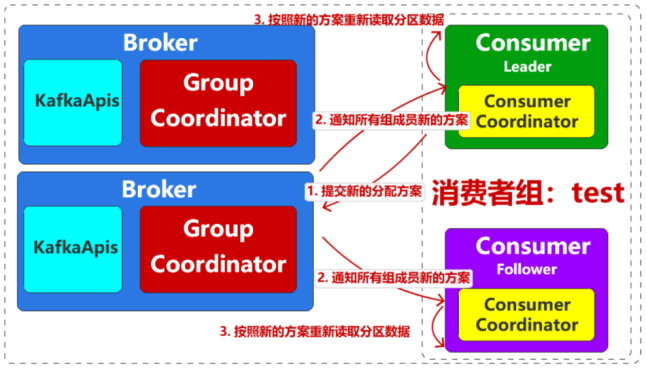 3. 按照新的方案重新读取分区数据
Broker
KafkaApis
Group
Coordinator
Consumer
Leader
Consumer
Coordinator
2. 通知所有组成员新的方案
Broker
KafkaApis
Group
Coordinator
1. 提交新的分配方案
消费者组：test
Consumer
Follower
Consumer
Coordinator
2. 通知所有组成员新的方案
3. 按照新的方案重新读取分区数据